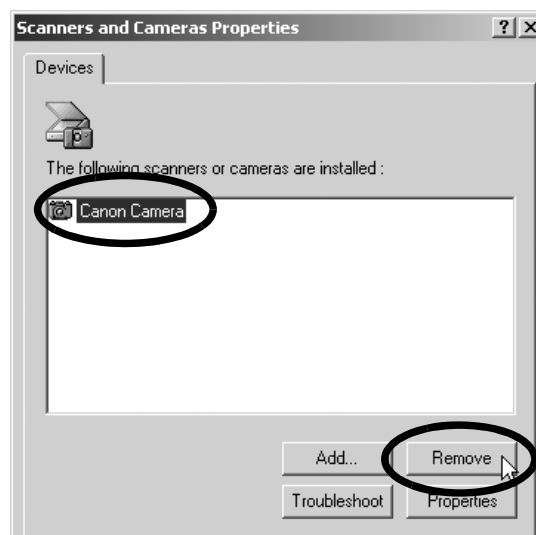 Scanners and Cameras Properties
Devices
The following scanners or cameras are installed :
Canon Camera
Add... Remove
Troubleshoot Properties